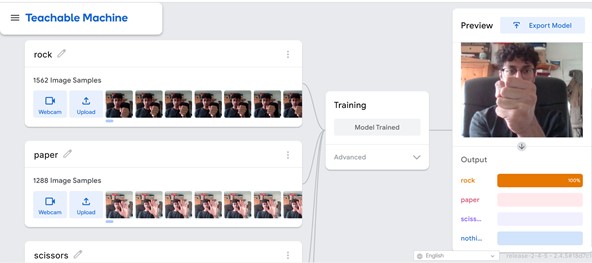 Teachable Machine
rock
1562 Image Samples
Webcam
Upload
paper
1288 Image Samples
Webcam
Upload
scissors
Training
Model Trained
Advanced
Preview
Export Model
Output
rock
100%
paper
sciss...
nothi...
English